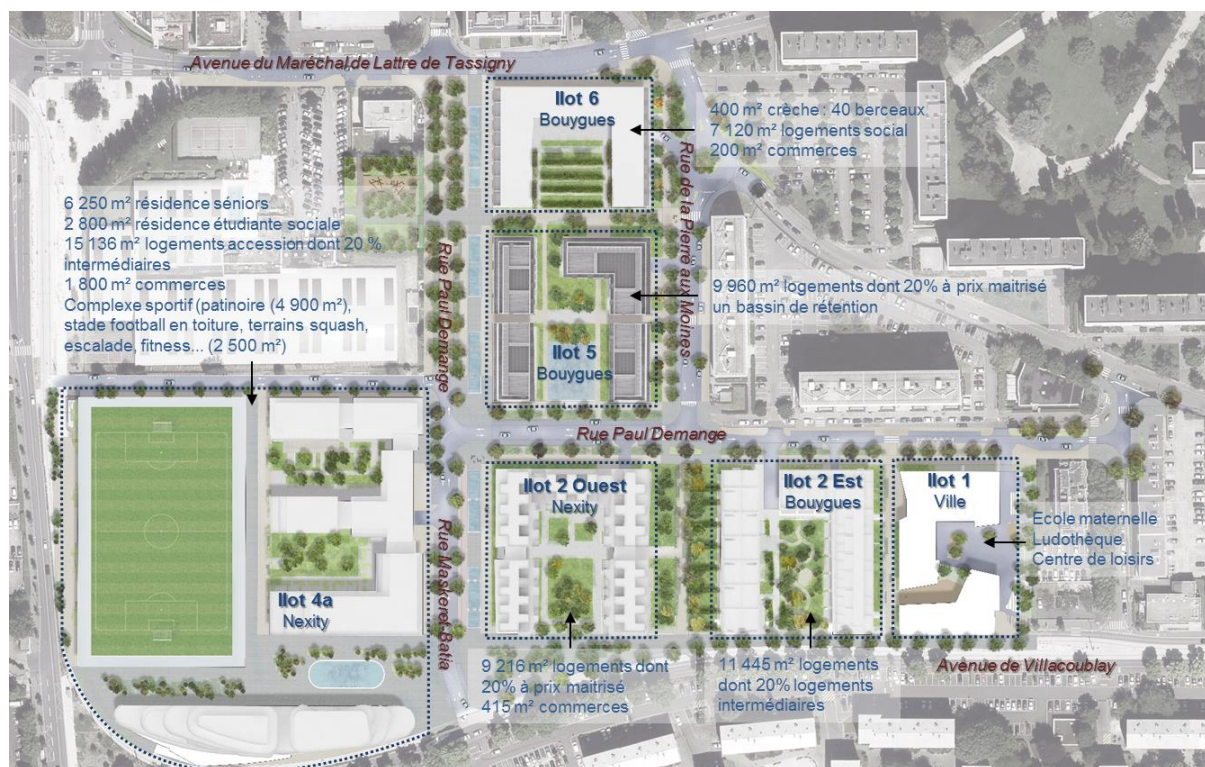 Avenue du Maréchal de Lattre de Tassigny
Ilot 6
Bouygues
400 m² crèche : 40 berceaux
7 120 m² logements social
200 m² commerces
Rue de la Pierre aux Moines
6 250 m² résidence séniors
2 800 m² résidence étudiante sociale
15 136 m² logements accession dont 20 %
intermédiaires
1 800 m² commerces
Complexe sportif (patinoire (4 900 m²),
stade football en toiture, terrains squash,
escalade, fitness... (2 500 m²)
Rue Paul Demange
9 960 m² logements dont 20% à prix maitrisé
un bassin de rétention
Ilot 5
Bouygues
Rue Paul Demange
Ilot 2 Ouest
Nexity
Ilot 2 Est
Bouygues
Ilot 1
Ville
Ecole maternelle
Ludothèque
Centre de loisirs
Ilot 4a
Nexity
Rue Maskeret Batia
9 216 m² logements dont
20% à prix maitrisé
415 m² commerces
11 445 m² logements
dont 20% logements
intermédiaires
Avenue de Villacoublay